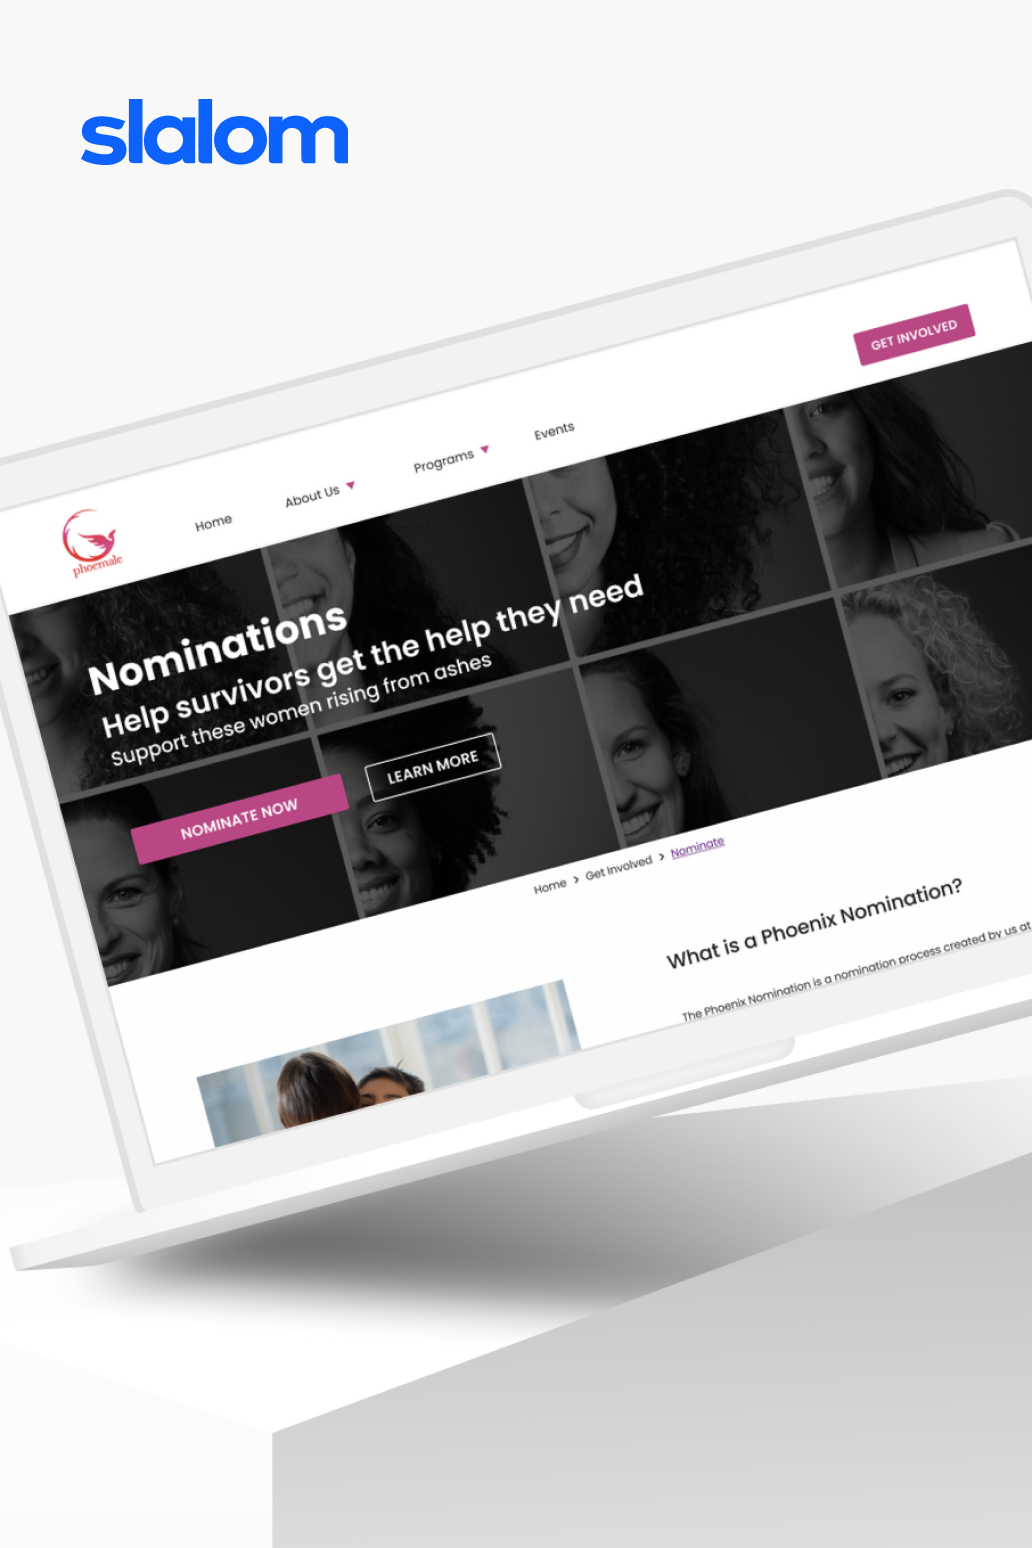 slalom
GET INVOLVED
phoemale
Home
About Us
Programs
Events
Nominations
Help survivors get the help they need
Support these women rising from ashes
NOMINATE NOW
LEARN MORE
Home > Get Involved > Nominate
What is a Phoenix Nomination?
The Phoenix Nomination is a nomination process created by us at